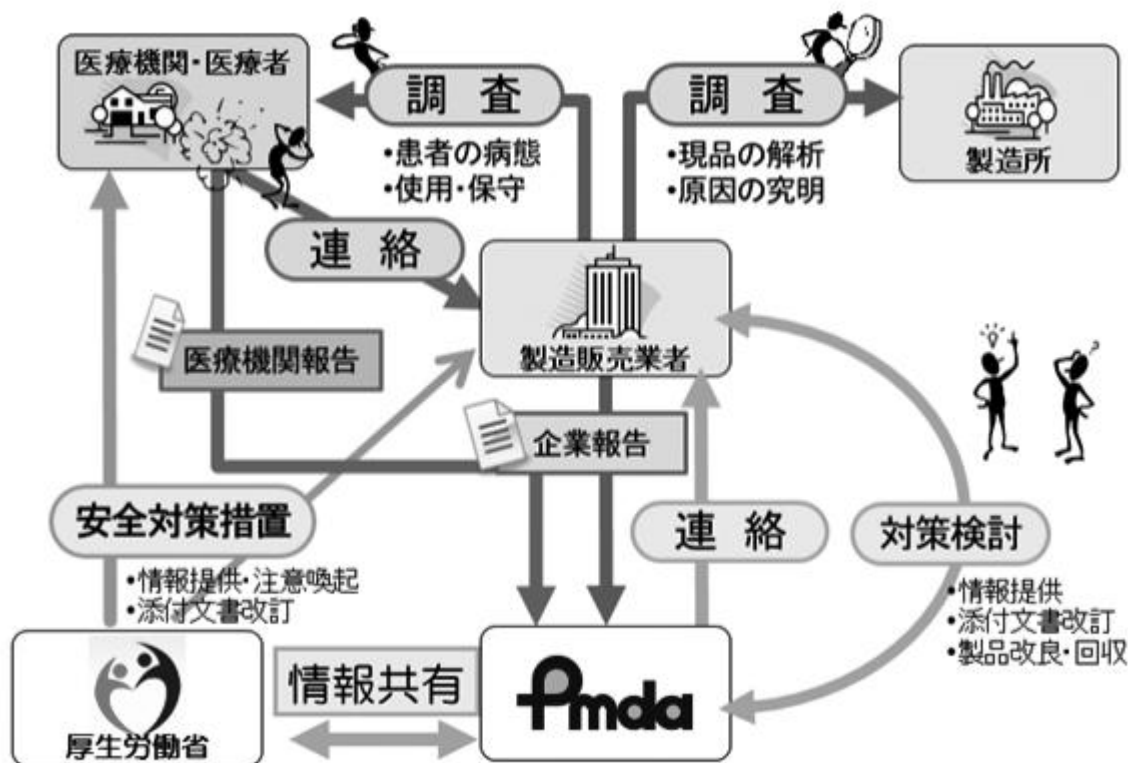 医療機関・医療者
調査
・患者の病態
・使用・保守
調査
・現品の解析
・原因の究明
製造所
連絡
製造販売業者
医療機関報告
企業報告
安全対策措置
・情報提供・注意喚起
・添付文書改訂
連絡
対策検討
・情報提供
・添付文書改訂
・製品改良・回収
厚生労働省
情報共有
Pmda